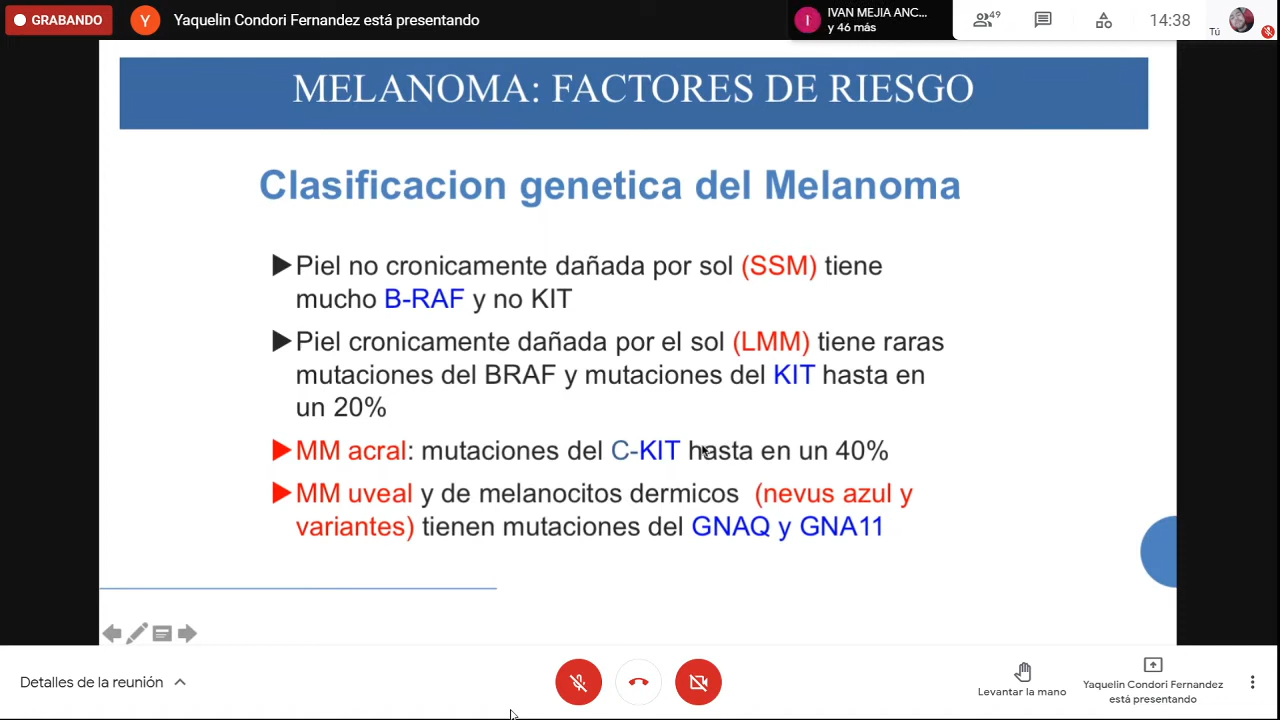 GRABANDO
Y
Yaquelin Condori Fernandez está presentando
I
IVAN MEJIA ANC...
y 46 más
49
14:38
Tú
MELANOMA: FACTORES DE RIESGO
Clasificacion genetica del Melanoma
Piel no cronicamente dañada por sol (SSM) tiene
mucho B-RAF y no KIT
Piel cronicamente dañada por el sol (LMM) tiene raras
mutaciones del BRAF y mutaciones del KIT hasta en
un 20%
MM acral: mutaciones del C-KIT hasta en un 40%
MM uveal y de melanocitos dermicos (nevus azul y
variantes) tienen mutaciones del GNAQ y GNA11
Detalles de la reunión
Levantar la mano
Yaquelin Condori Fernandez
está presentando